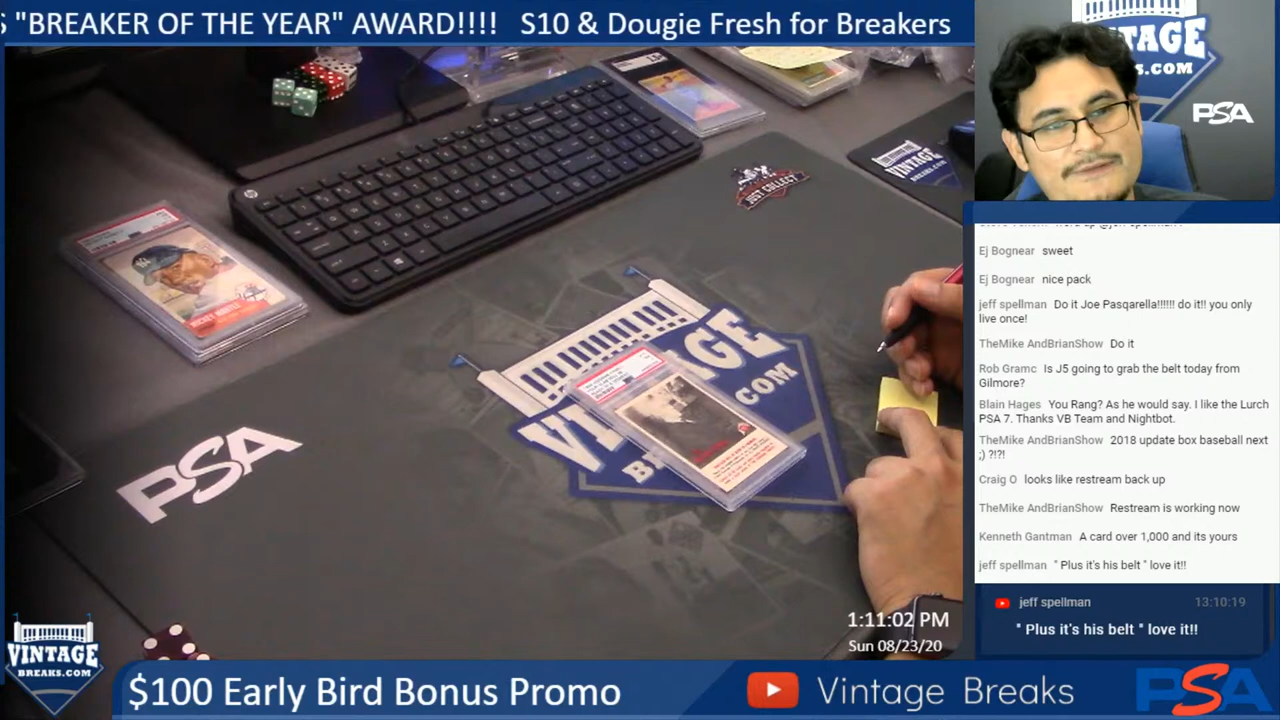 "BREAKER OF THE YEAR" AWARD!!!! S10 & Dougie Fresh for Breakers
VINTAGE
.COM
PSA
VINTAGE
JUST COLLECT
MICKEY MANTLE
VINTAGE
.COM
PSA
Ej Bognear sweet
Ej Bognear nice pack
jeff spellman Do it Joe Pasqarella!!!!!! do it!! you only
live once!
TheMike AndBrianShow Do it
Rob Gramc Is J5 going to grab the belt today from
Gilmore?
Blain Hages You Rang? As he would say. I like the Lurch
PSA 7. Thanks VB Team and Nightbot.
TheMike AndBrianShow 2018 update box baseball next
;) ?!?!
Craig O looks like restream back up
TheMike AndBrianShow Restream is working now
Kenneth Gantman A card over 1,000 and its yours
jeff spellman " Plus it's his belt " love it!!
jeff spellman 13:10:19
" Plus it's his belt " love it!!
1:11:02 PM
Sun 08/23/20
VINTAGE
BREAKS.COM
$100 Early Bird Bonus Promo
Vintage Breaks
PSA